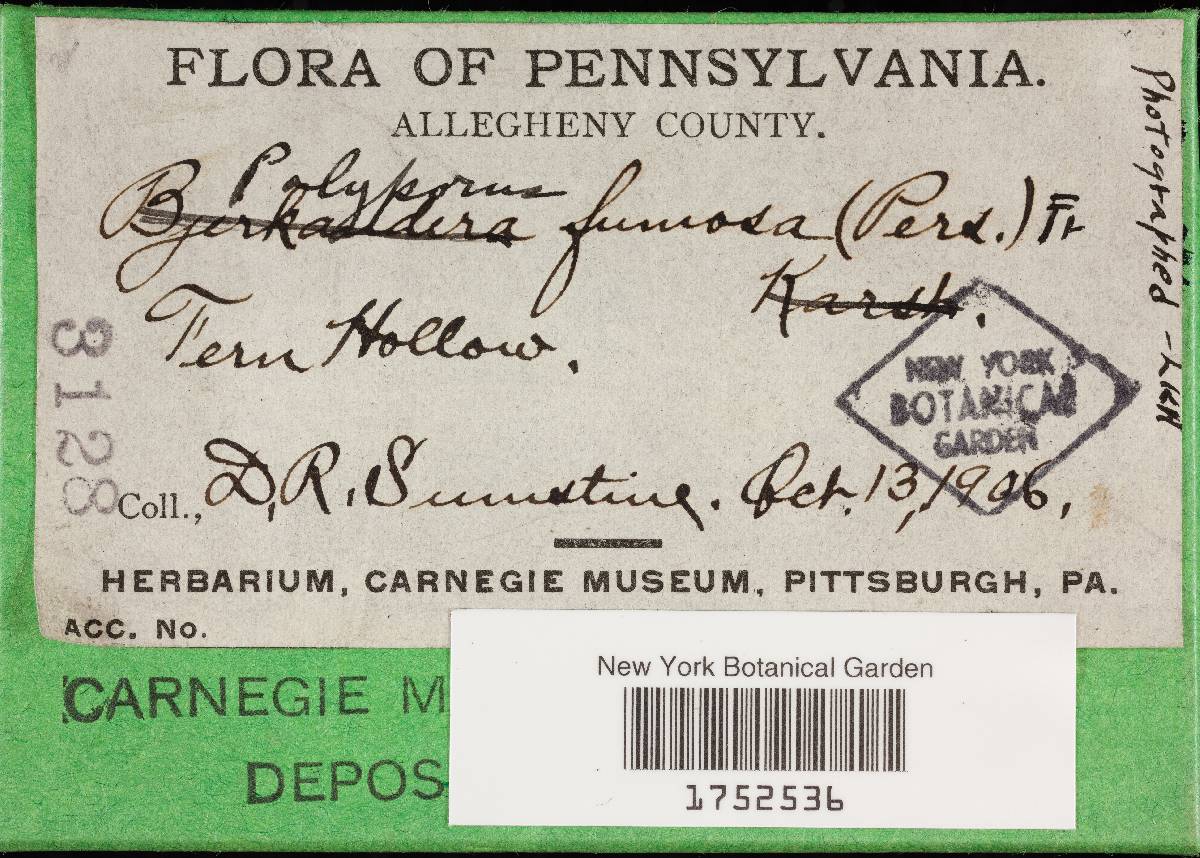 FLORA OF PENNSYLVANIA.
ALLEGHENY COUNTY.
Polyporus
Bjerkandera fumosa (Pers.) Fr
Karst.
Fern Hollow.
NEW YORK
BOTANICAL
GARDEN
Coll., D. R. Sumstine. Oct. 13, 1906.
HERBARIUM, CARNEGIE MUSEUM, PITTSBURGH, PA.
ACC. No.
3128
Photographed - LKH
CARNEGIE M
DEPOS
New York Botanical Garden
1752536